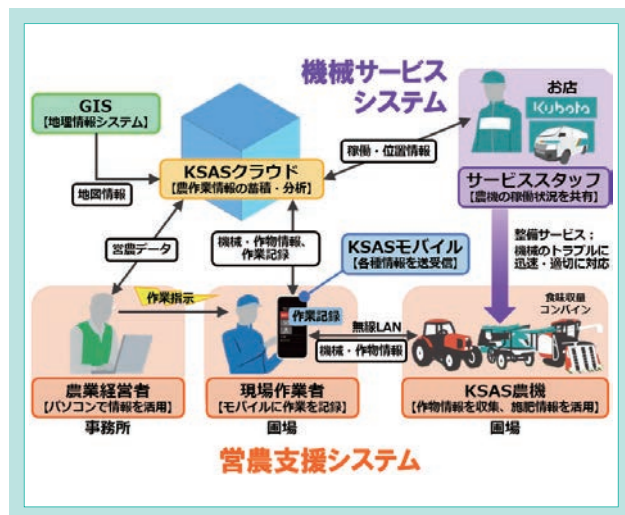 機械サービス
システム
お店
Kubota
GIS
【地理情報システム】
稼働・位置情報
KSASクラウド
【農作業情報の蓄積・分析】
サービススタッフ
【農機の稼働状況を共有】
地図情報
営農データ
機械・作物情報、
作業記録
KSASモバイル
【各種情報を送受信】
整備サービス：
機械のトラブルに
迅速・適切に対応
作業指示
作業記録
無線LAN
機械・作物情報
食味収量
コンバイン
農業経営者
【パソコンで情報を活用】
事務所
現場作業者
【モバイルに作業を記録】
圃場
KSAS農機
【作物情報を収集、施肥情報を活用】
圃場
営農支援システム